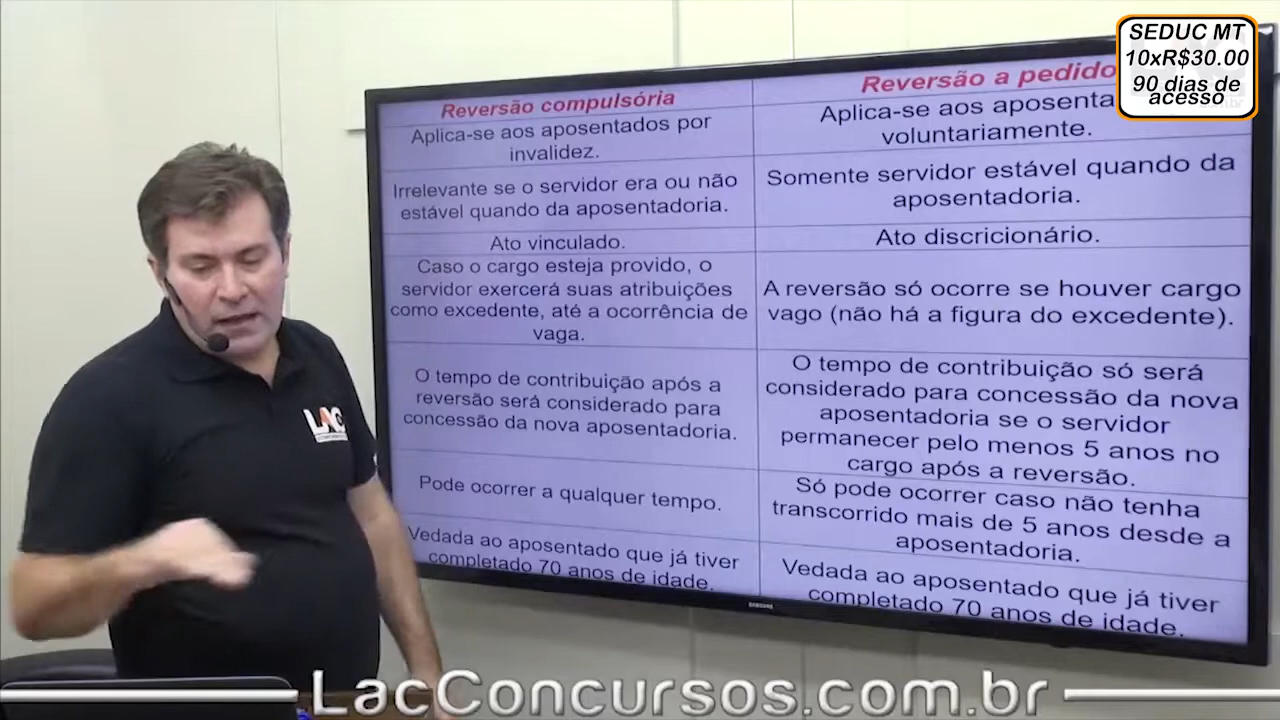 SEDUC MT
10xR$30.00
90 dias de
acesso
Reversão compulsória
Aplica-se aos aposentados por
invalidez.
Irrelevante se o servidor era ou não
estável quando da aposentadoria.
Ato vinculado.
Caso o cargo esteja provido, o
servidor exercerá suas atribuições
como excedente, até a ocorrência de
vaga.
O tempo de contribuição após a
reversão será considerado para
concessão da nova aposentadoria.
Pode ocorrer a qualquer tempo.
Vedada ao aposentado que já tiver
completado 70 anos de idade.
Reversão a pedido
Aplica-se aos
voluntariamente.
Somente servidor estável quando da
aposentadoria.
Ato discricionário.
A reversão só ocorre se houver cargo
vago (não há a figura do excedente).
O tempo de contribuição só será
considerado para concessão da nova
aposentadoria se o servidor
permanecer pelo menos 5 anos no
cargo após a reversão.
Só pode ocorrer caso não tenha
transcorrido mais de 5 anos desde a
aposentadoria.
Vedada ao aposentado que já tiver
completado 70 anos de idade.
LAC
SAMSUNG
LacConcursos.com.br